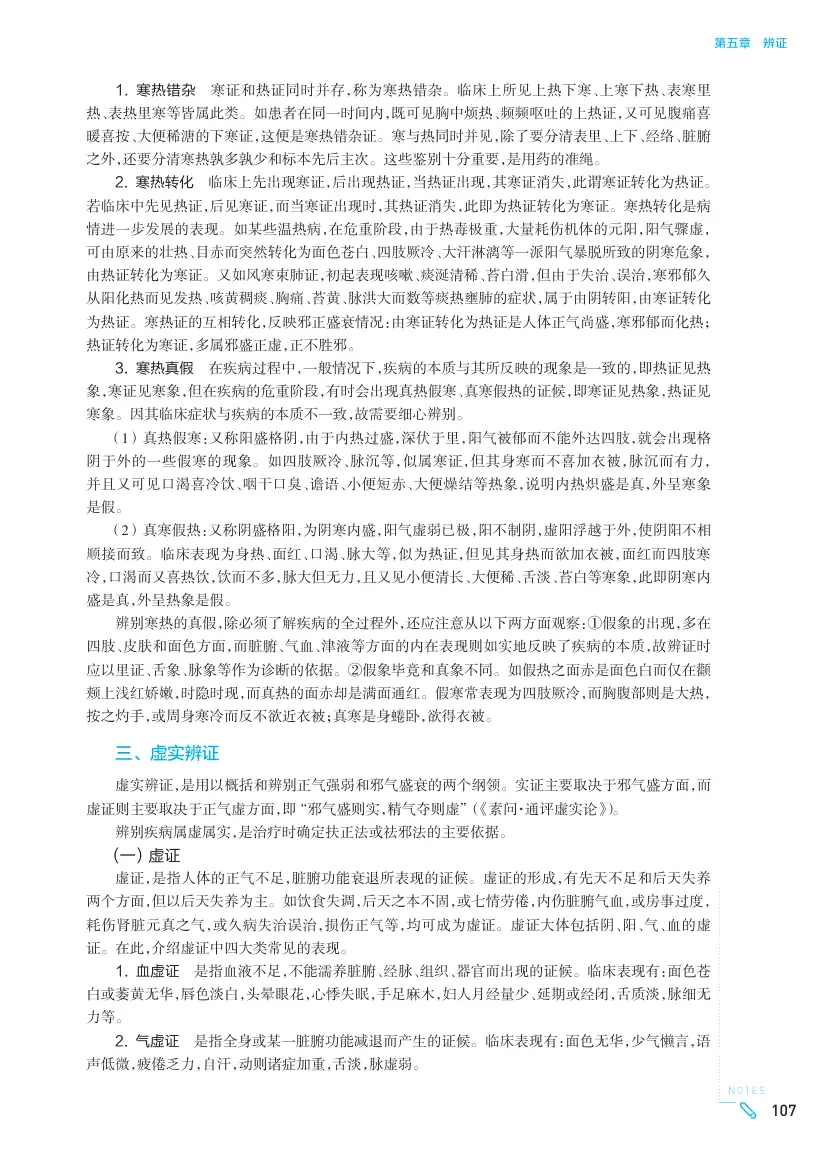 第五章　辨证
1. 寒热错杂　寒证和热证同时并存，称为寒热错杂。临床上所见上热下寒、上寒下热、表寒里
热、表热里寒等皆属此类。如患者在同一时间内，既可见胸中烦热、频频呕吐的上热证，又可见腹痛喜
暖喜按、大便稀溏的下寒证，这便是寒热错杂证。寒与热同时并见，除了要分清表里、上下、经络、脏腑
之外，还要分清寒热孰多孰少和标本先后主次。这些鉴别十分重要，是用药的准绳。
2. 寒热转化　临床上先出现寒证，后出现热证，当热证出现，其寒证消失，此谓寒证转化为热证。
若临床中先见热证，后见寒证，而当寒证出现时，其热证消失，此即为热证转化为寒证。寒热转化是病
情进一步发展的表现。如某些温热病，在危重阶段，由于热毒极重，大量耗伤机体的元阳，阳气骤虚，
可由原来的壮热、目赤而突然转化为面色苍白、四肢厥冷、大汗淋漓等一派阳气暴脱所致的阴寒危象，
由热证转化为寒证。又如风寒束肺证，初起表现咳嗽、痰涎清稀、苔白滑，但由于失治、误治，寒邪郁久
从阳化热而见发热、咳黄稠痰、胸痛、苔黄、脉洪大而数等痰热壅肺的症状，属于由阴转阳，由寒证转化
为热证。寒热证的互相转化，反映邪正盛衰情况：由寒证转化为热证是人体正气尚盛，寒邪郁而化热；
热证转化为寒证，多属邪盛正虚，正不胜邪。
3. 寒热真假　在疾病过程中，一般情况下，疾病的本质与其所反映的现象是一致的，即热证见热
象，寒证见寒象，但在疾病的危重阶段，有时会出现真热假寒、真寒假热的证候，即寒证见热象，热证见
寒象。因其临床症状与疾病的本质不一致，故需要细心辨别。
（1）真热假寒：又称阳盛格阴，由于内热过盛，深伏于里，阳气被郁而不能外达四肢，就会出现格
阴于外的一些假寒的现象。如四肢厥冷、脉沉等，似属寒证，但其身寒而不喜加衣被，脉沉而有力，
并且又可见口渴喜冷饮、咽干口臭、谵语、小便短赤、大便燥结等热象，说明内热炽盛是真，外呈寒象
是假。
（2）真寒假热：又称阴盛格阳，为阴寒内盛，阳气虚弱已极，阳不制阴，虚阳浮越于外，使阴阳不相
顺接而致。临床表现为身热、面红、口渴、脉大等，似为热证，但见其身热而欲加衣被，面红而四肢寒
冷，口渴而又喜热饮，饮而不多，脉大但无力，且又见小便清长、大便稀、舌淡、苔白等寒象，此即阴寒内
盛是真，外呈热象是假。
辨别寒热的真假，除必须了解疾病的全过程外，还应注意从以下两方面观察：①假象的出现，多在
四肢、皮肤和面色方面，而脏腑、气血、津液等方面的内在表现则如实地反映了疾病的本质，故辨证时
应以里证、舌象、脉象等作为诊断的依据。②假象毕竟和真象不同。如假热之面赤是面色白而仅在颧
颊上浅红娇嫩，时隐时现，而真热的面赤却是满面通红。假寒常表现为四肢厥冷，而胸腹部则是大热，
按之灼手，或周身寒冷而反不欲近衣被；真寒是身蜷卧，欲得衣被。
三、虚实辨证
虚实辨证，是用以概括和辨别正气强弱和邪气盛衰的两个纲领。实证主要取决于邪气盛方面，而
虚证则主要取决于正气虚方面，即“邪气盛则实，精气夺则虚”（《素问·通评虚实论》）。
辨别疾病属虚属实，是治疗时确定扶正法或祛邪法的主要依据。
（一）虚证
虚证，是指人体的正气不足，脏腑功能衰退所表现的证候。虚证的形成，有先天不足和后天失养
两个方面，但以后天失养为主。如饮食失调，后天之本不固，或七情劳倦，内伤脏腑气血，或房事过度，
耗伤肾脏元真之气，或久病失治误治，损伤正气等，均可成为虚证。虚证大体包括阴、阳、气、血的虚
证。在此，介绍虚证中四大类常见的表现。
1. 血虚证　是指血液不足，不能濡养脏腑、经脉、组织、器官而出现的证候。临床表现有：面色苍
白或萎黄无华，唇色淡白，头晕眼花，心悸失眠，手足麻木，妇人月经量少、延期或经闭，舌质淡，脉细无
力等。
2. 气虚证　是指全身或某一脏腑功能减退而产生的证候。临床表现有：面色无华，少气懒言，语
声低微，疲倦乏力，自汗，动则诸症加重，舌淡，脉虚弱。
NOTES
107